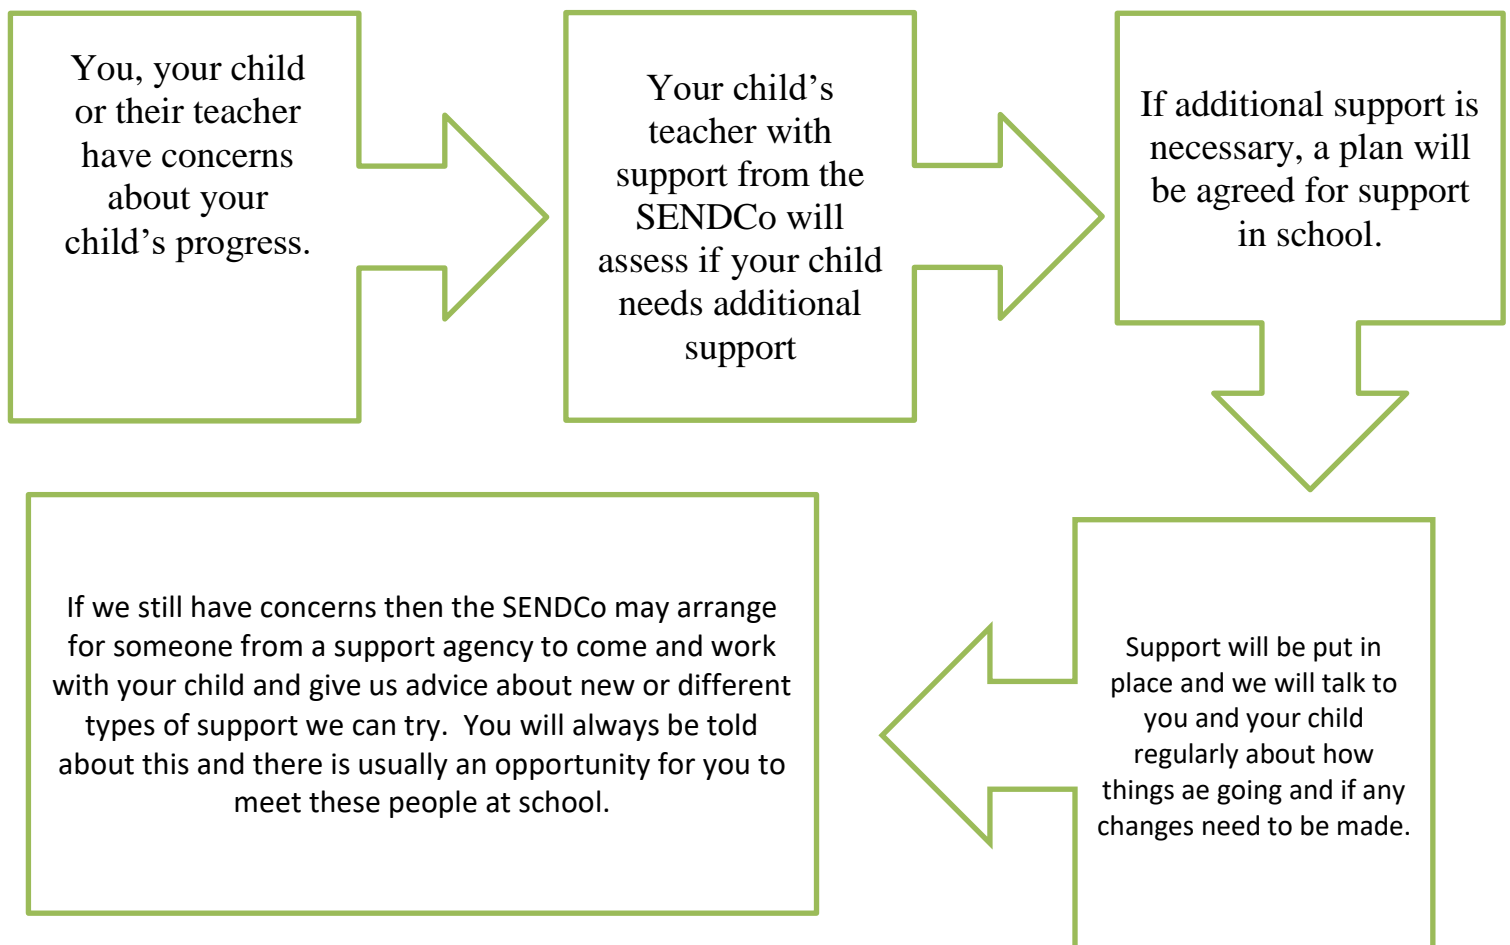 You, your child
or their teacher
have concerns
about your
child’s progress.
Your child’s
teacher with
support from the
SENDCo will
assess if your child
needs additional
support
If additional support is
necessary, a plan will
be agreed for support
in school.
Support will be put in
place and we will talk to
you and your child
regularly about how
things ae going and if any
changes need to be made.
If we still have concerns then the SENDCo may arrange
for someone from a support agency to come and work
with your child and give us advice about new or different
types of support we can try.  You will always be told
about this and there is usually an opportunity for you to
meet these people at school.